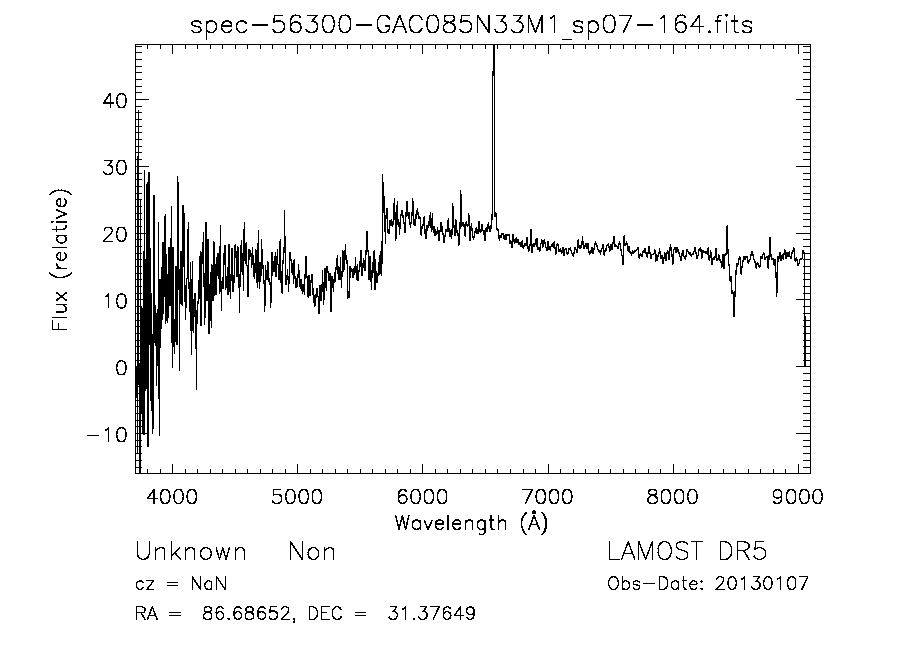 spec-56300-GAC085N33M1_sp07-164.fits
40
30
20
10
0
-10
Flux (relative)
4000 5000 6000 7000 8000 9000
Wavelength (Å)
Unknown Non LAMOST DR5
cz = NaN Obs-Date: 20130107
RA = 86.68652, DEC = 31.37649